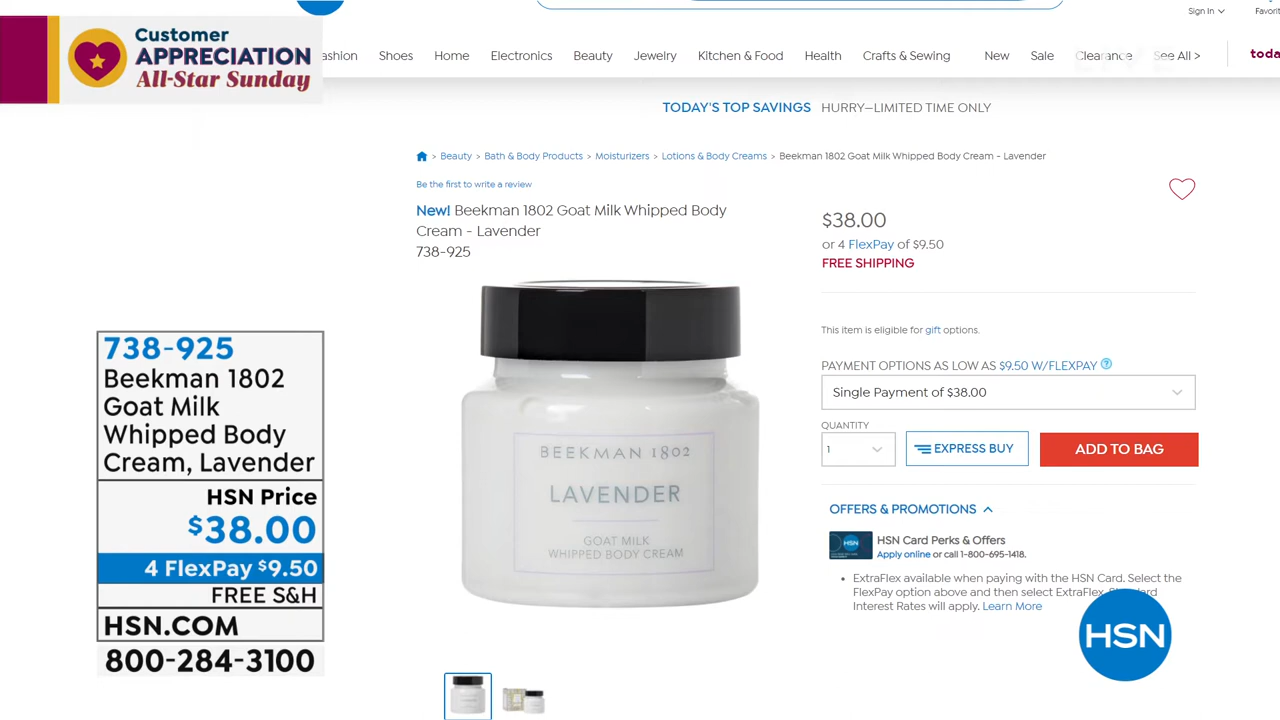 Sign In
Favorit
Customer
APPRECIATION
All-Star Sunday
ashion Shoes Home Electronics Beauty Jewelry Kitchen & Food Health Crafts & Sewing New Sale Clearance See All > toda
TODAY'S TOP SAVINGS HURRY—LIMITED TIME ONLY
> Beauty > Bath & Body Products > Moisturizers > Lotions & Body Creams > Beekman 1802 Goat Milk Whipped Body Cream - Lavender
Be the first to write a review
New! Beekman 1802 Goat Milk Whipped Body
Cream - Lavender
738-925
$38.00
or 4 FlexPay of $9.50
FREE SHIPPING
This item is eligible for gift options.
PAYMENT OPTIONS AS LOW AS $9.50 W/FLEXPAY ?
Single Payment of $38.00
QUANTITY
1
EXPRESS BUY
ADD TO BAG
OFFERS & PROMOTIONS
HSN
HSN Card Perks & Offers
Apply online or call 1-800-695-1418.
• ExtraFlex available when paying with the HSN Card. Select the
FlexPay option above and then select ExtraFlex.
Interest Rates will apply. Learn More
BEEKMAN 1802
LAVENDER
GOAT MILK
WHIPPED BODY CREAM
738-925
Beekman 1802
Goat Milk
Whipped Body
Cream, Lavender
HSN Price
$38.00
4 FlexPay $9.50
FREE S&H
HSN.COM
800-284-3100
HSN